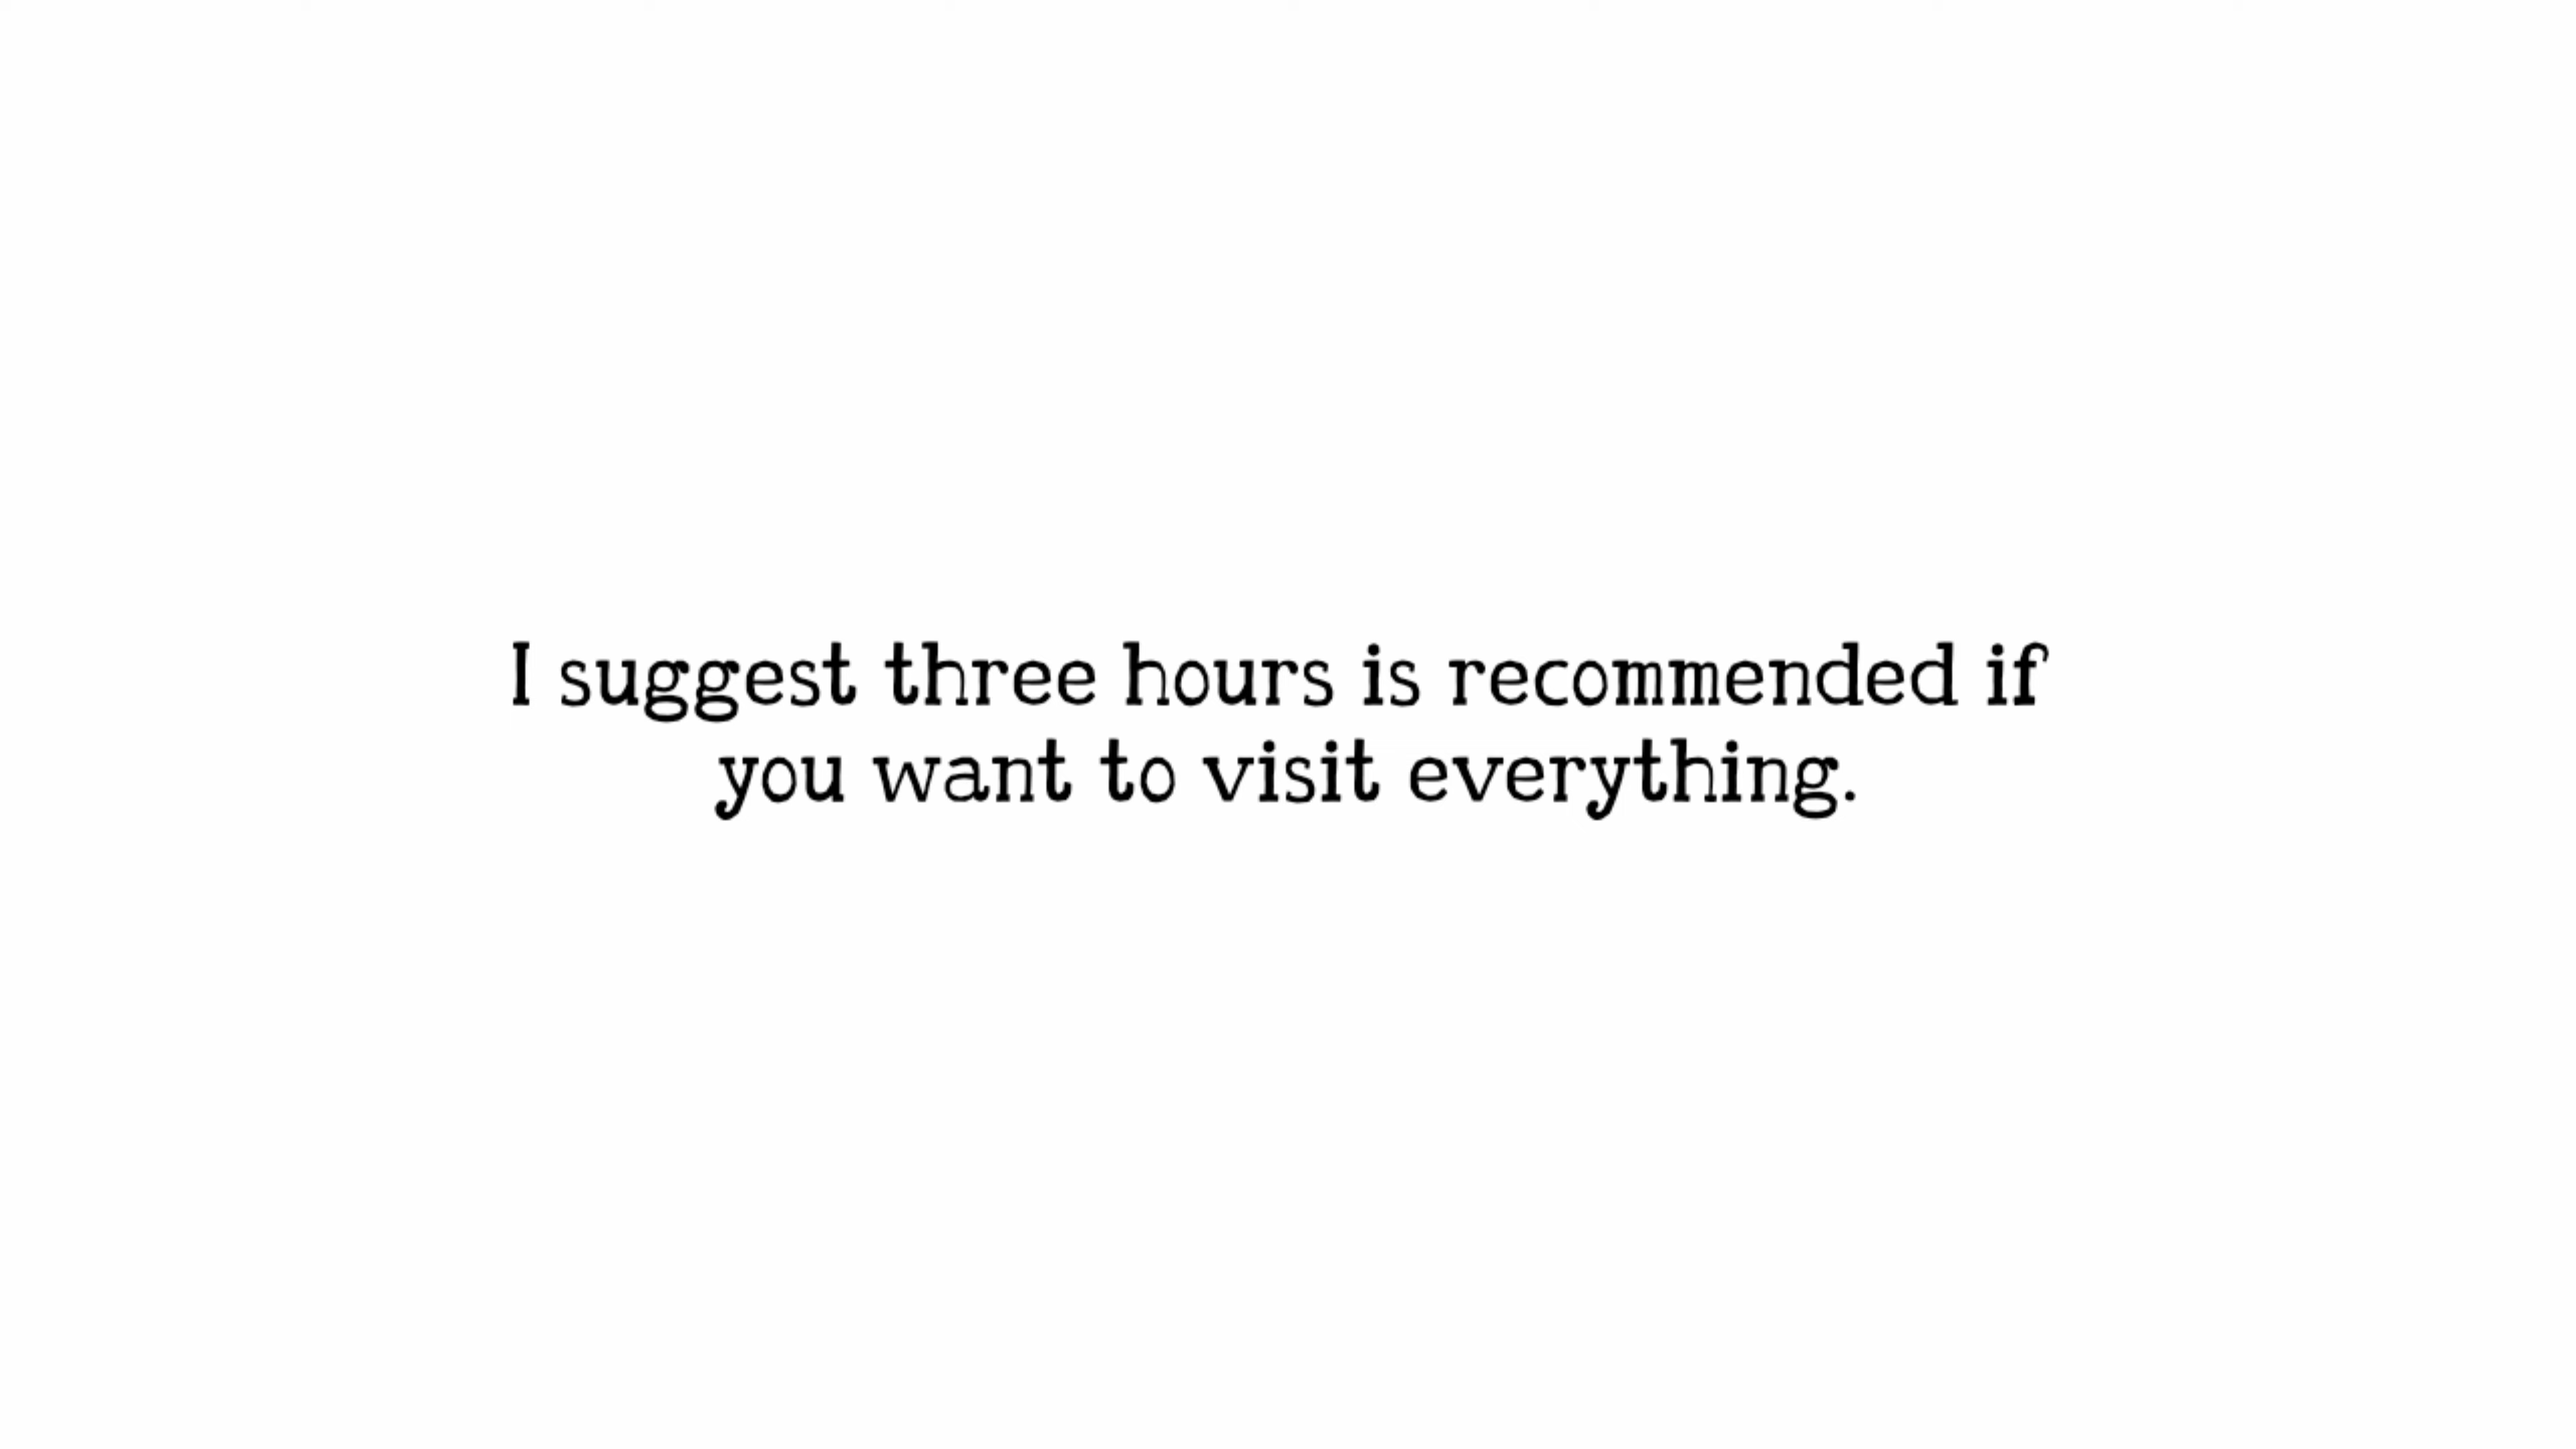 I suggest three hours is recommended if
you want to visit everything.